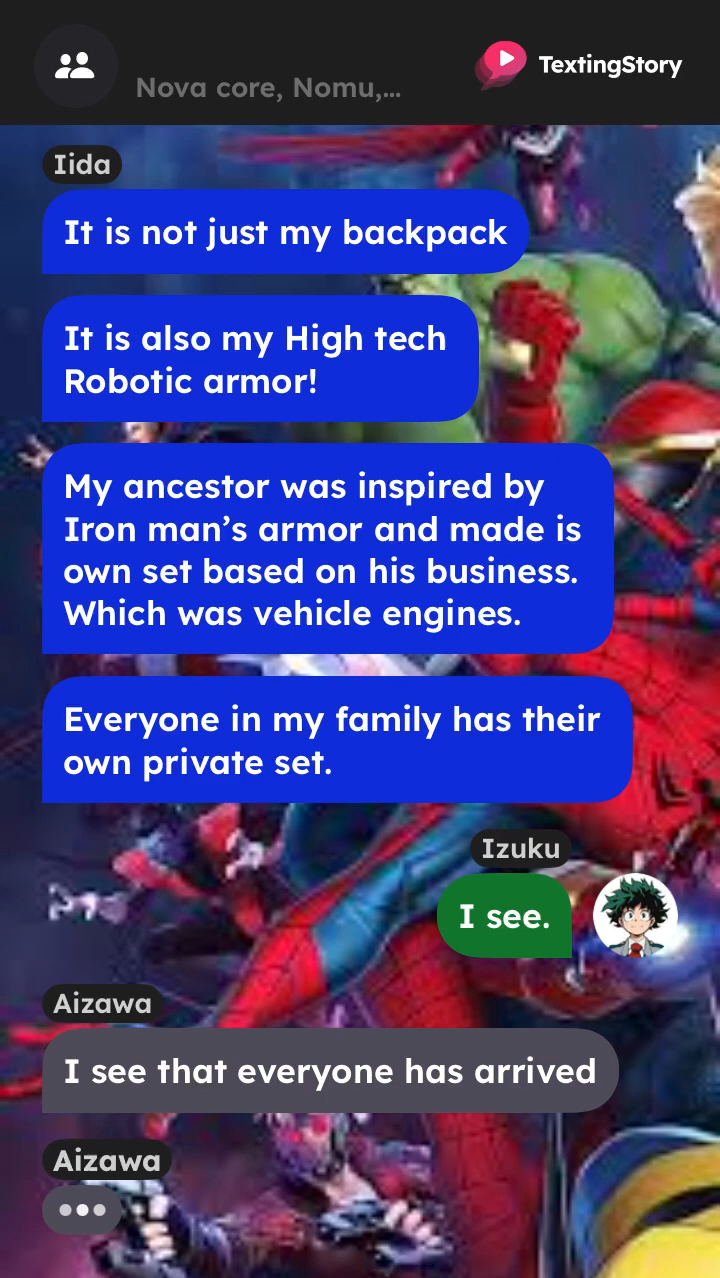 Nova core, Nomu,...
TextingStory
Iida
It is not just my backpack
It is also my High tech
Robotic armor!
My ancestor was inspired by
Iron man’s armor and made is
own set based on his business.
Which was vehicle engines.
Everyone in my family has their
own private set.
Izuku
I see.
Aizawa
I see that everyone has arrived
Aizawa